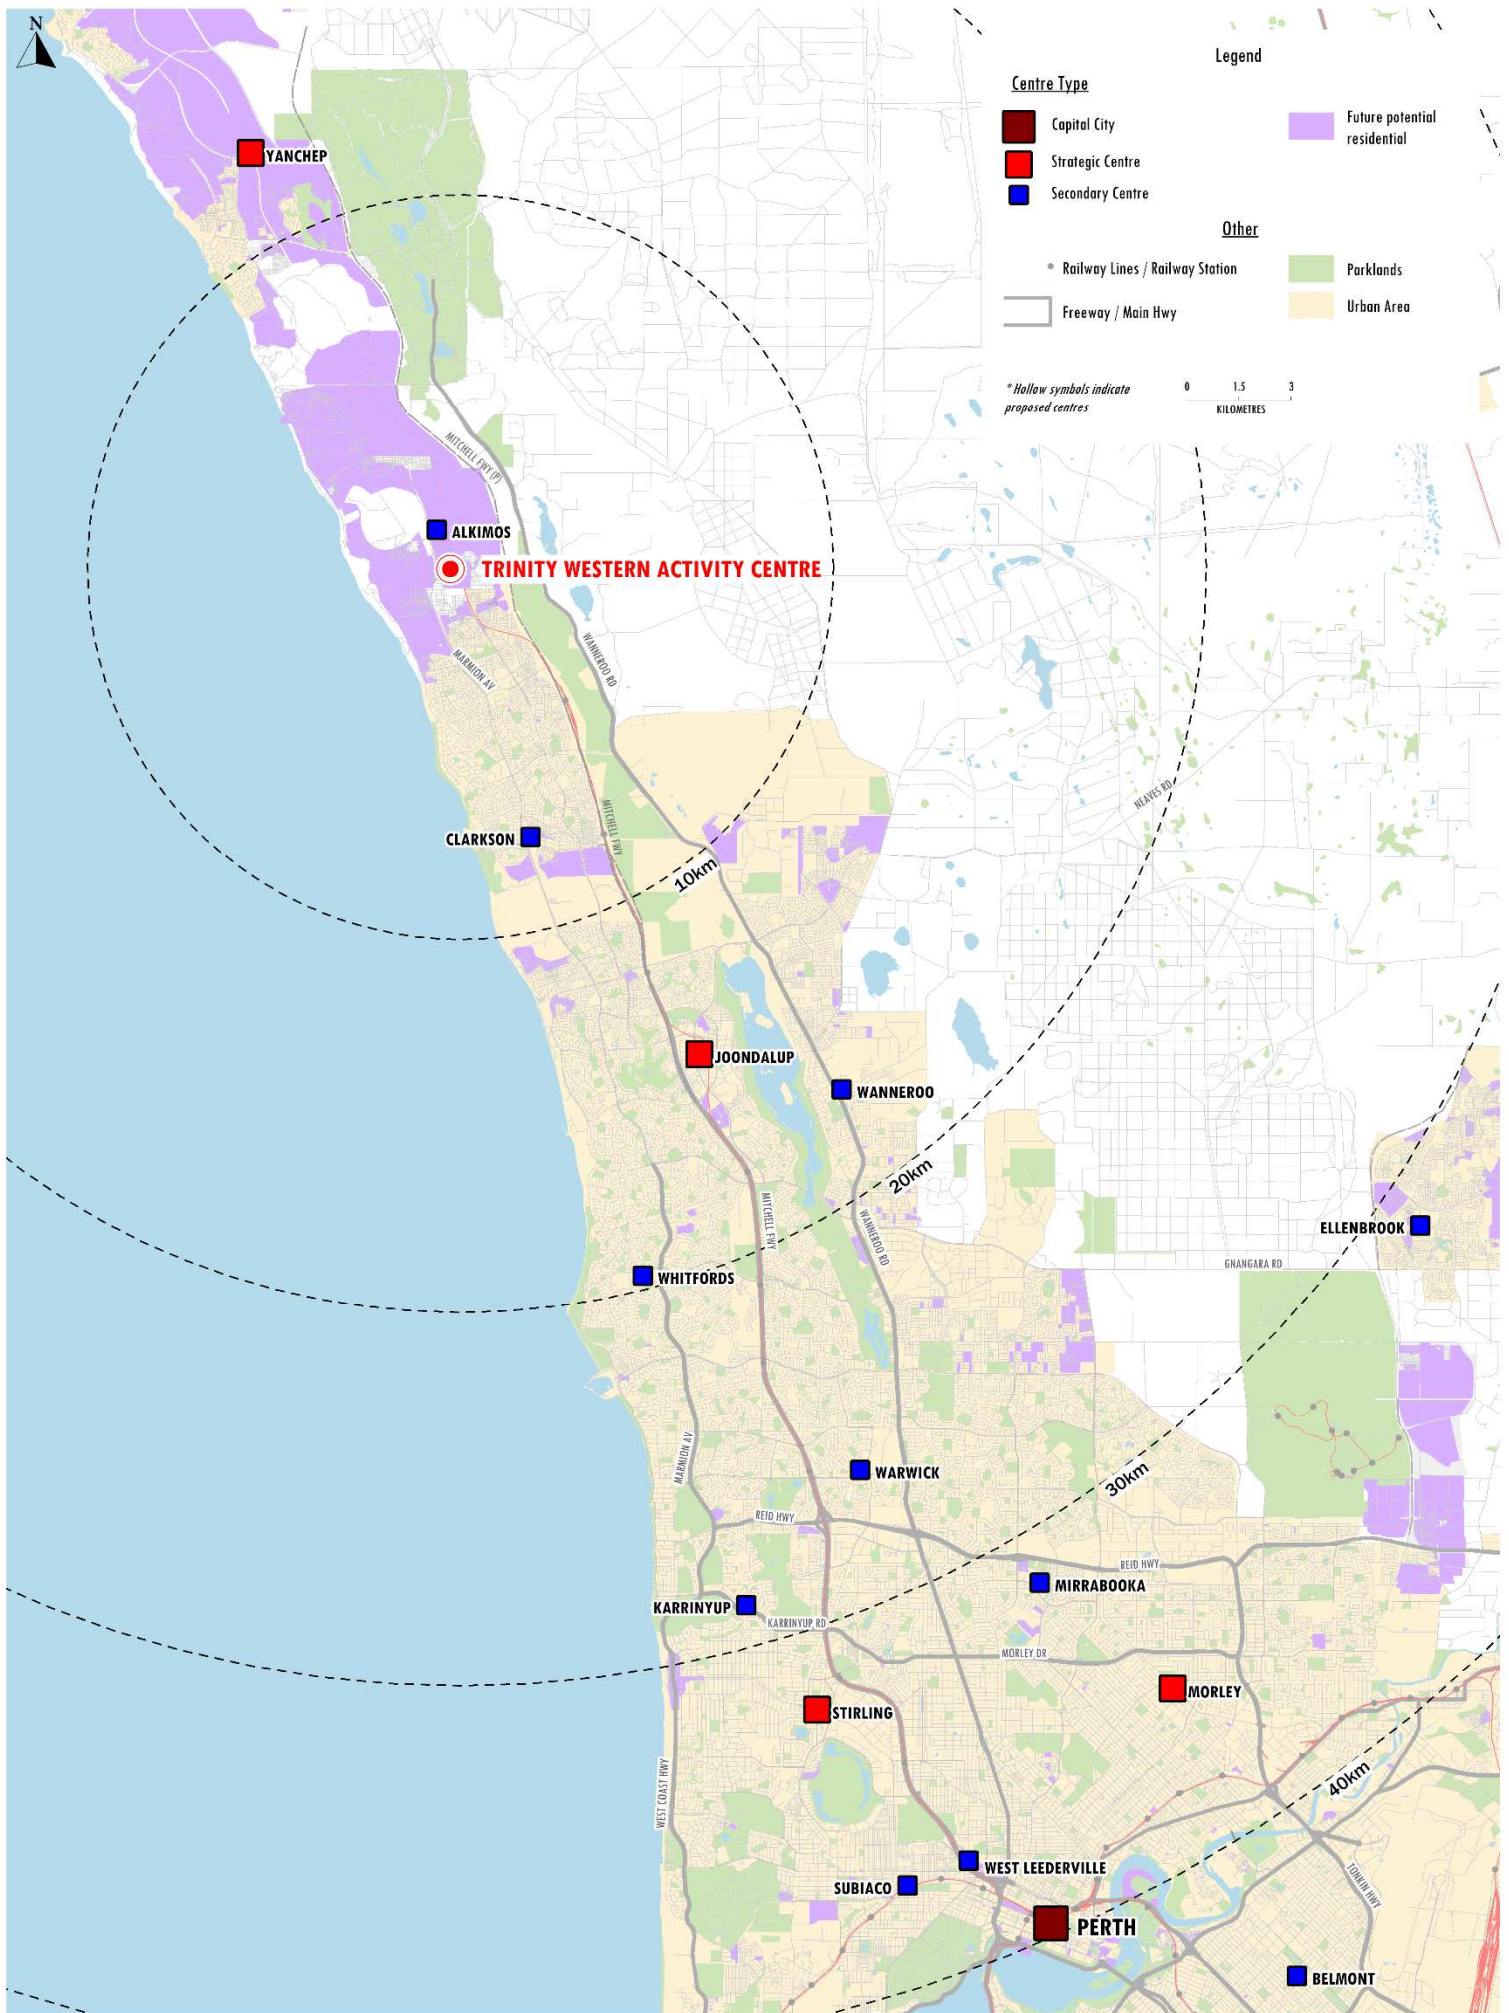 N
Legend
Centre Type
Capital City
Strategic Centre
Secondary Centre
Future potential
residential
Other
Railway Lines / Railway Station
Freeway / Main Hwy
Parklands
Urban Area
* Hollow symbols indicate
proposed centres
0 1.5 3
KILOMETRES
YANCHEP
MITCHELL FWY (P)
ALKIMOS
TRINITY WESTERN ACTIVITY CENTRE
WANNEROO RD
MARMION AV
NEAVES RD
MITCHELL FWY
CLARKSON
10km
JOONDALUP
WANNEROO
20km
MITCHELL FWY
WANNEROO RD
ELLENBROOK
GNANGARA RD
WHITFORDS
MARMION AV
WARWICK
30km
REID HWY
REID HWY
MIRRABOOKA
KARRINYUP
KARRINYUP RD
MORLEY DR
MORLEY
STIRLING
WEST COAST HWY
40km
WEST LEEDERVILLE
SUBIACO
TONKIN HWY
PERTH
BELMONT